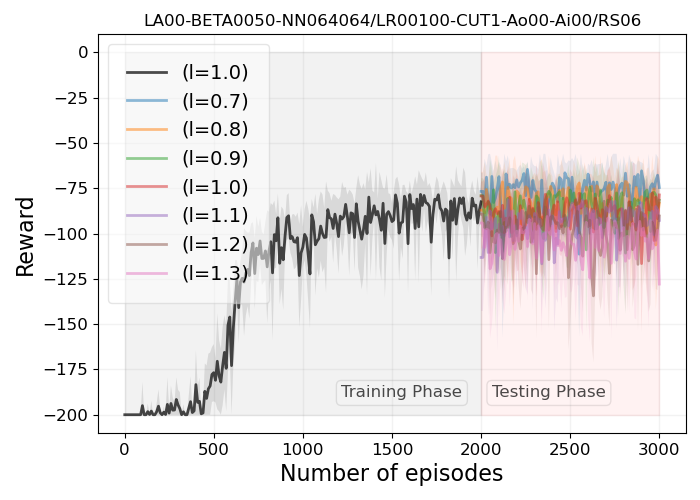 LA00-BETA0050-NN064064/LR00100-CUT1-Ao00-Ai00/RS06
Reward
0
−25
−50
−75
−100
−125
−150
−175
−200
(l=1.0)
(l=0.7)
(l=0.8)
(l=0.9)
(l=1.0)
(l=1.1)
(l=1.2)
(l=1.3)
Training Phase
Testing Phase
0
500
1000
1500
2000
2500
3000
Number of episodes